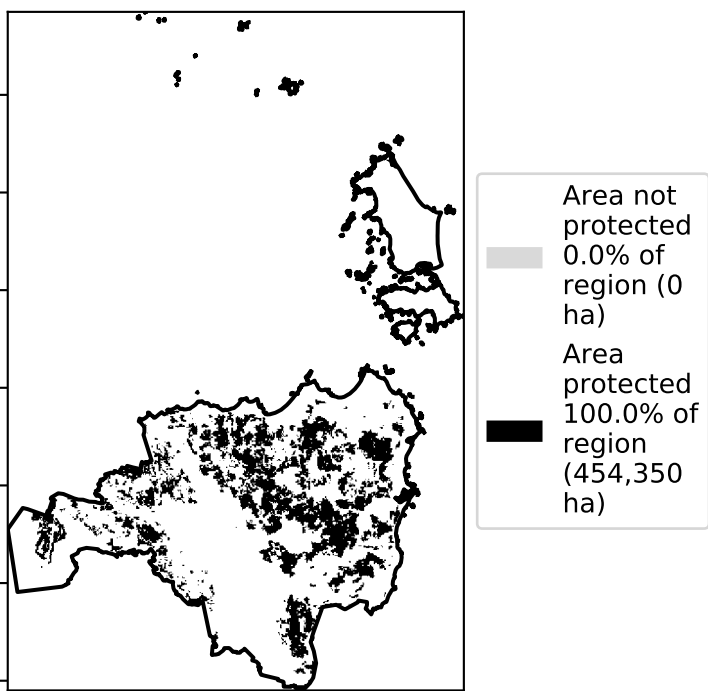 Area not
protected
0.0% of
region (0
ha)
Area
protected
100.0% of
region
(454,350
ha)